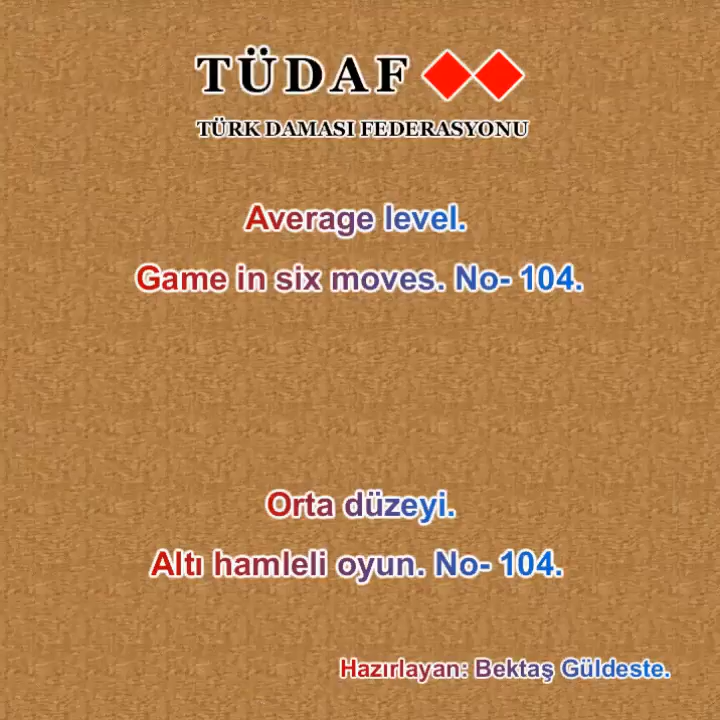 TÜDAF
TÜRK DAMASI FEDERASYONU
Average level.
Game in six moves. No- 104.
Orta düzeyi.
Altı hamleli oyun. No- 104.
Hazırlayan: Bektaş Güldeste.